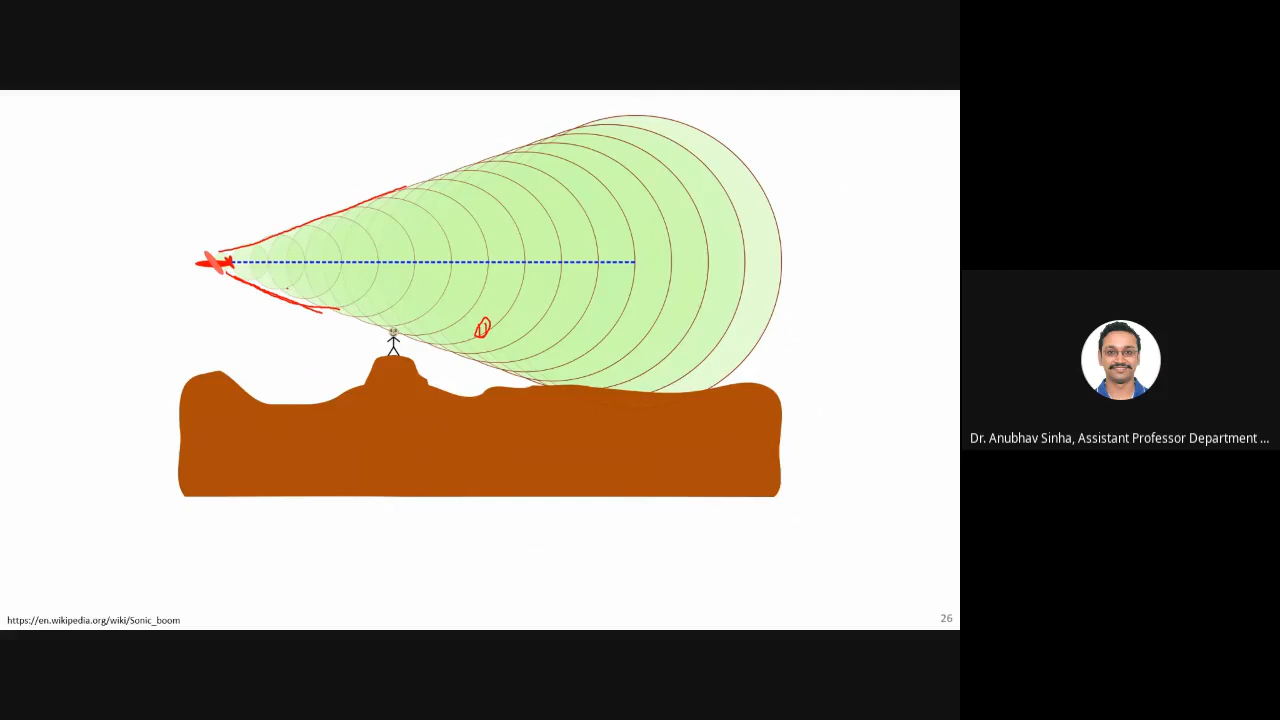 Dr. Anubhav Sinha, Assistant Professor Department ...
https://en.wikipedia.org/wiki/Sonic_boom
26